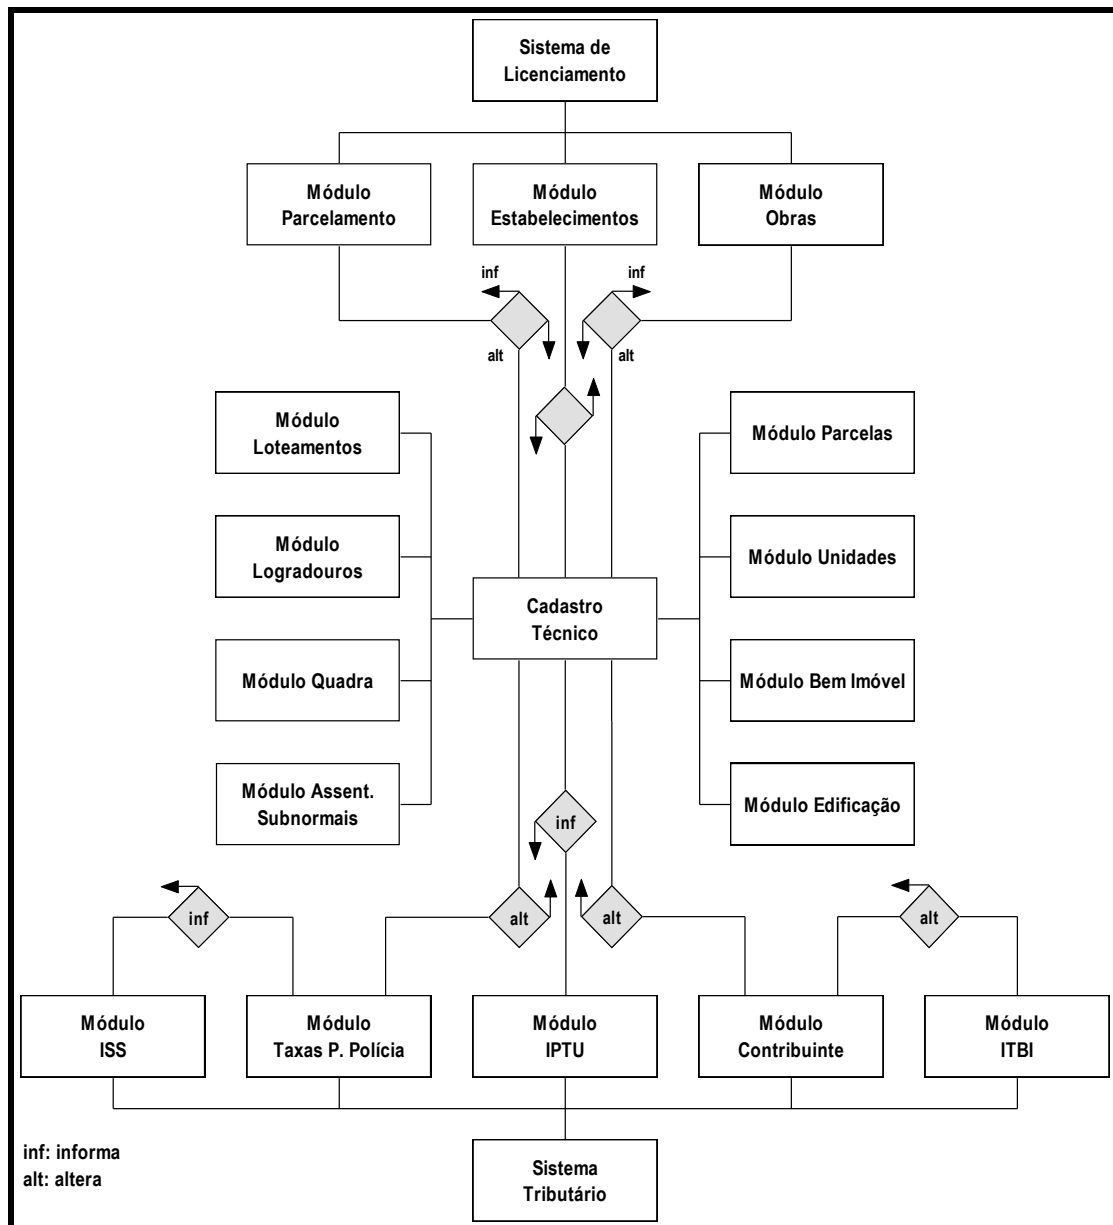 Sistema de
Licenciamento
Módulo
Parcelamento
Módulo
Estabelecimentos
Módulo
Obras
inf
inf
alt
alt
Módulo
Loteamentos
Módulo Parcelas
Módulo
Logradouros
Módulo Unidades
Cadastro
Técnico
Módulo Quadra
Módulo Bem Imóvel
Módulo Assent.
Subnormais
Módulo Edificação
inf
inf
alt
alt
alt
Módulo
ISS
Módulo
Taxas P. Polícia
Módulo
IPTU
Módulo
Contribuinte
Módulo
ITBI
inf: informa
alt: altera
Sistema
Tributário